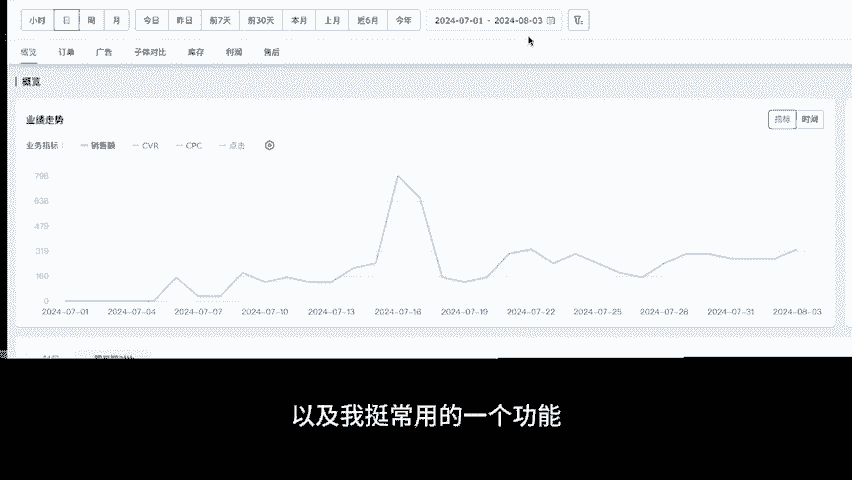 小时 日 周 月 今日 昨日 前7天 前30天 本月 上月 近6月 今年 2024-07-01 - 2024-08-03
概览 订单 广告 子体对比 库存 利润 售后
概览
业绩走势 指标 时间
业务指标： 销售额 CVR CPC 点击
796
638
479
319
160
0
2024-07-01 2024-07-04 2024-07-07 2024-07-10 2024-07-13 2024-07-16 2024-07-19 2024-07-22 2024-07-25 2024-07-28 2024-07-31 2024-08-03
以及我挺常用的一个功能